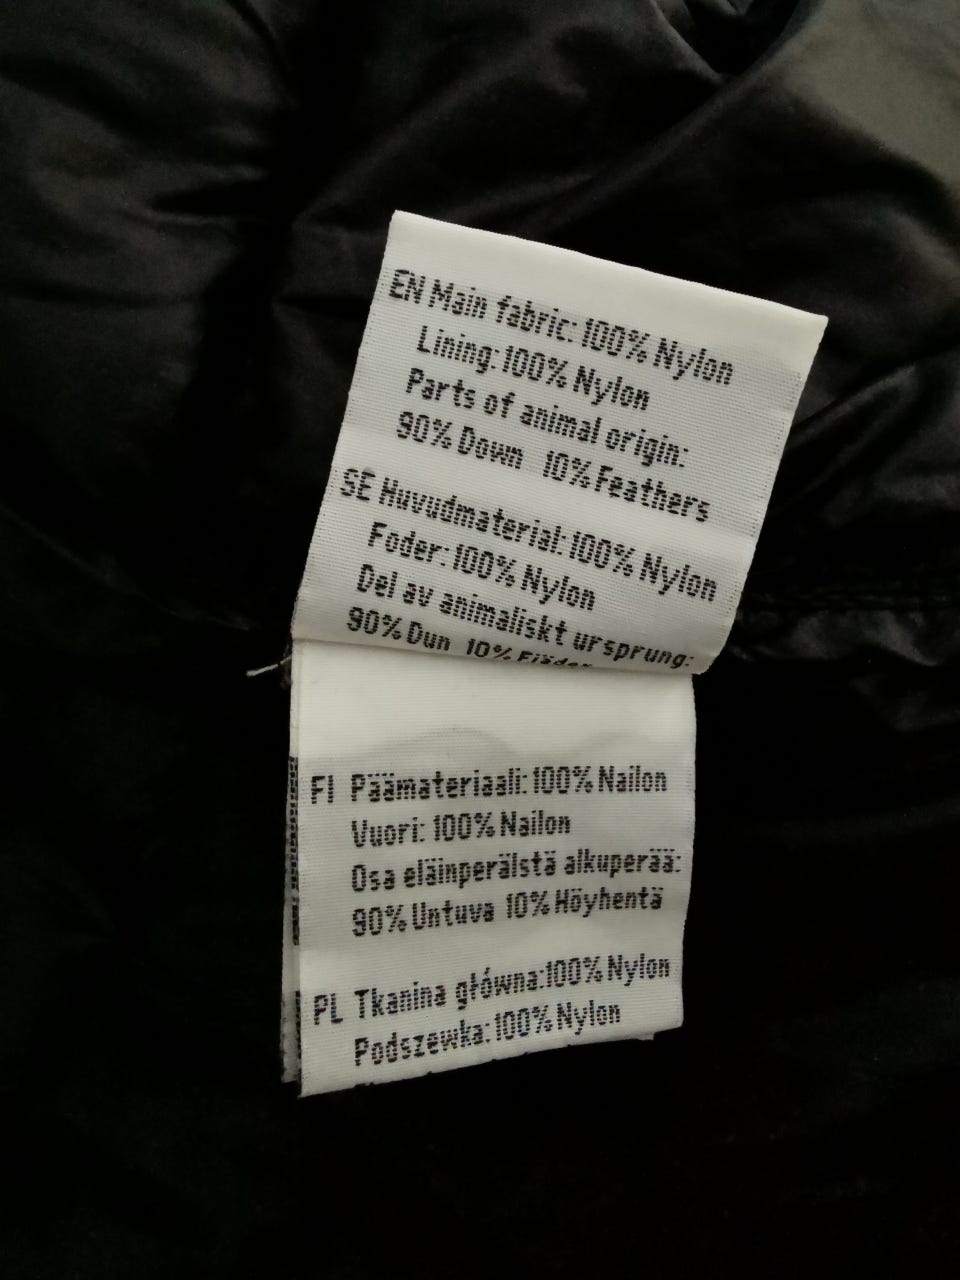 EN Main fabric: 100% Nylon
Lining: 100% Nylon
Parts of animal origin:
90% Down 10% Feathers
SE Huvudmaterial: 100% Nylon
Foder: 100% Nylon
Del av animaliskt ursprung:
90% Dun 10% Fjäder
FI Päämateriaali: 100% Nailon
Vuori: 100% Nailon
Osa eläinperälstä alkuperää:
90% Untuva 10% Höyhentä
PL Tkanina główna:100% Nylon
Podszewka: 100% Nylon